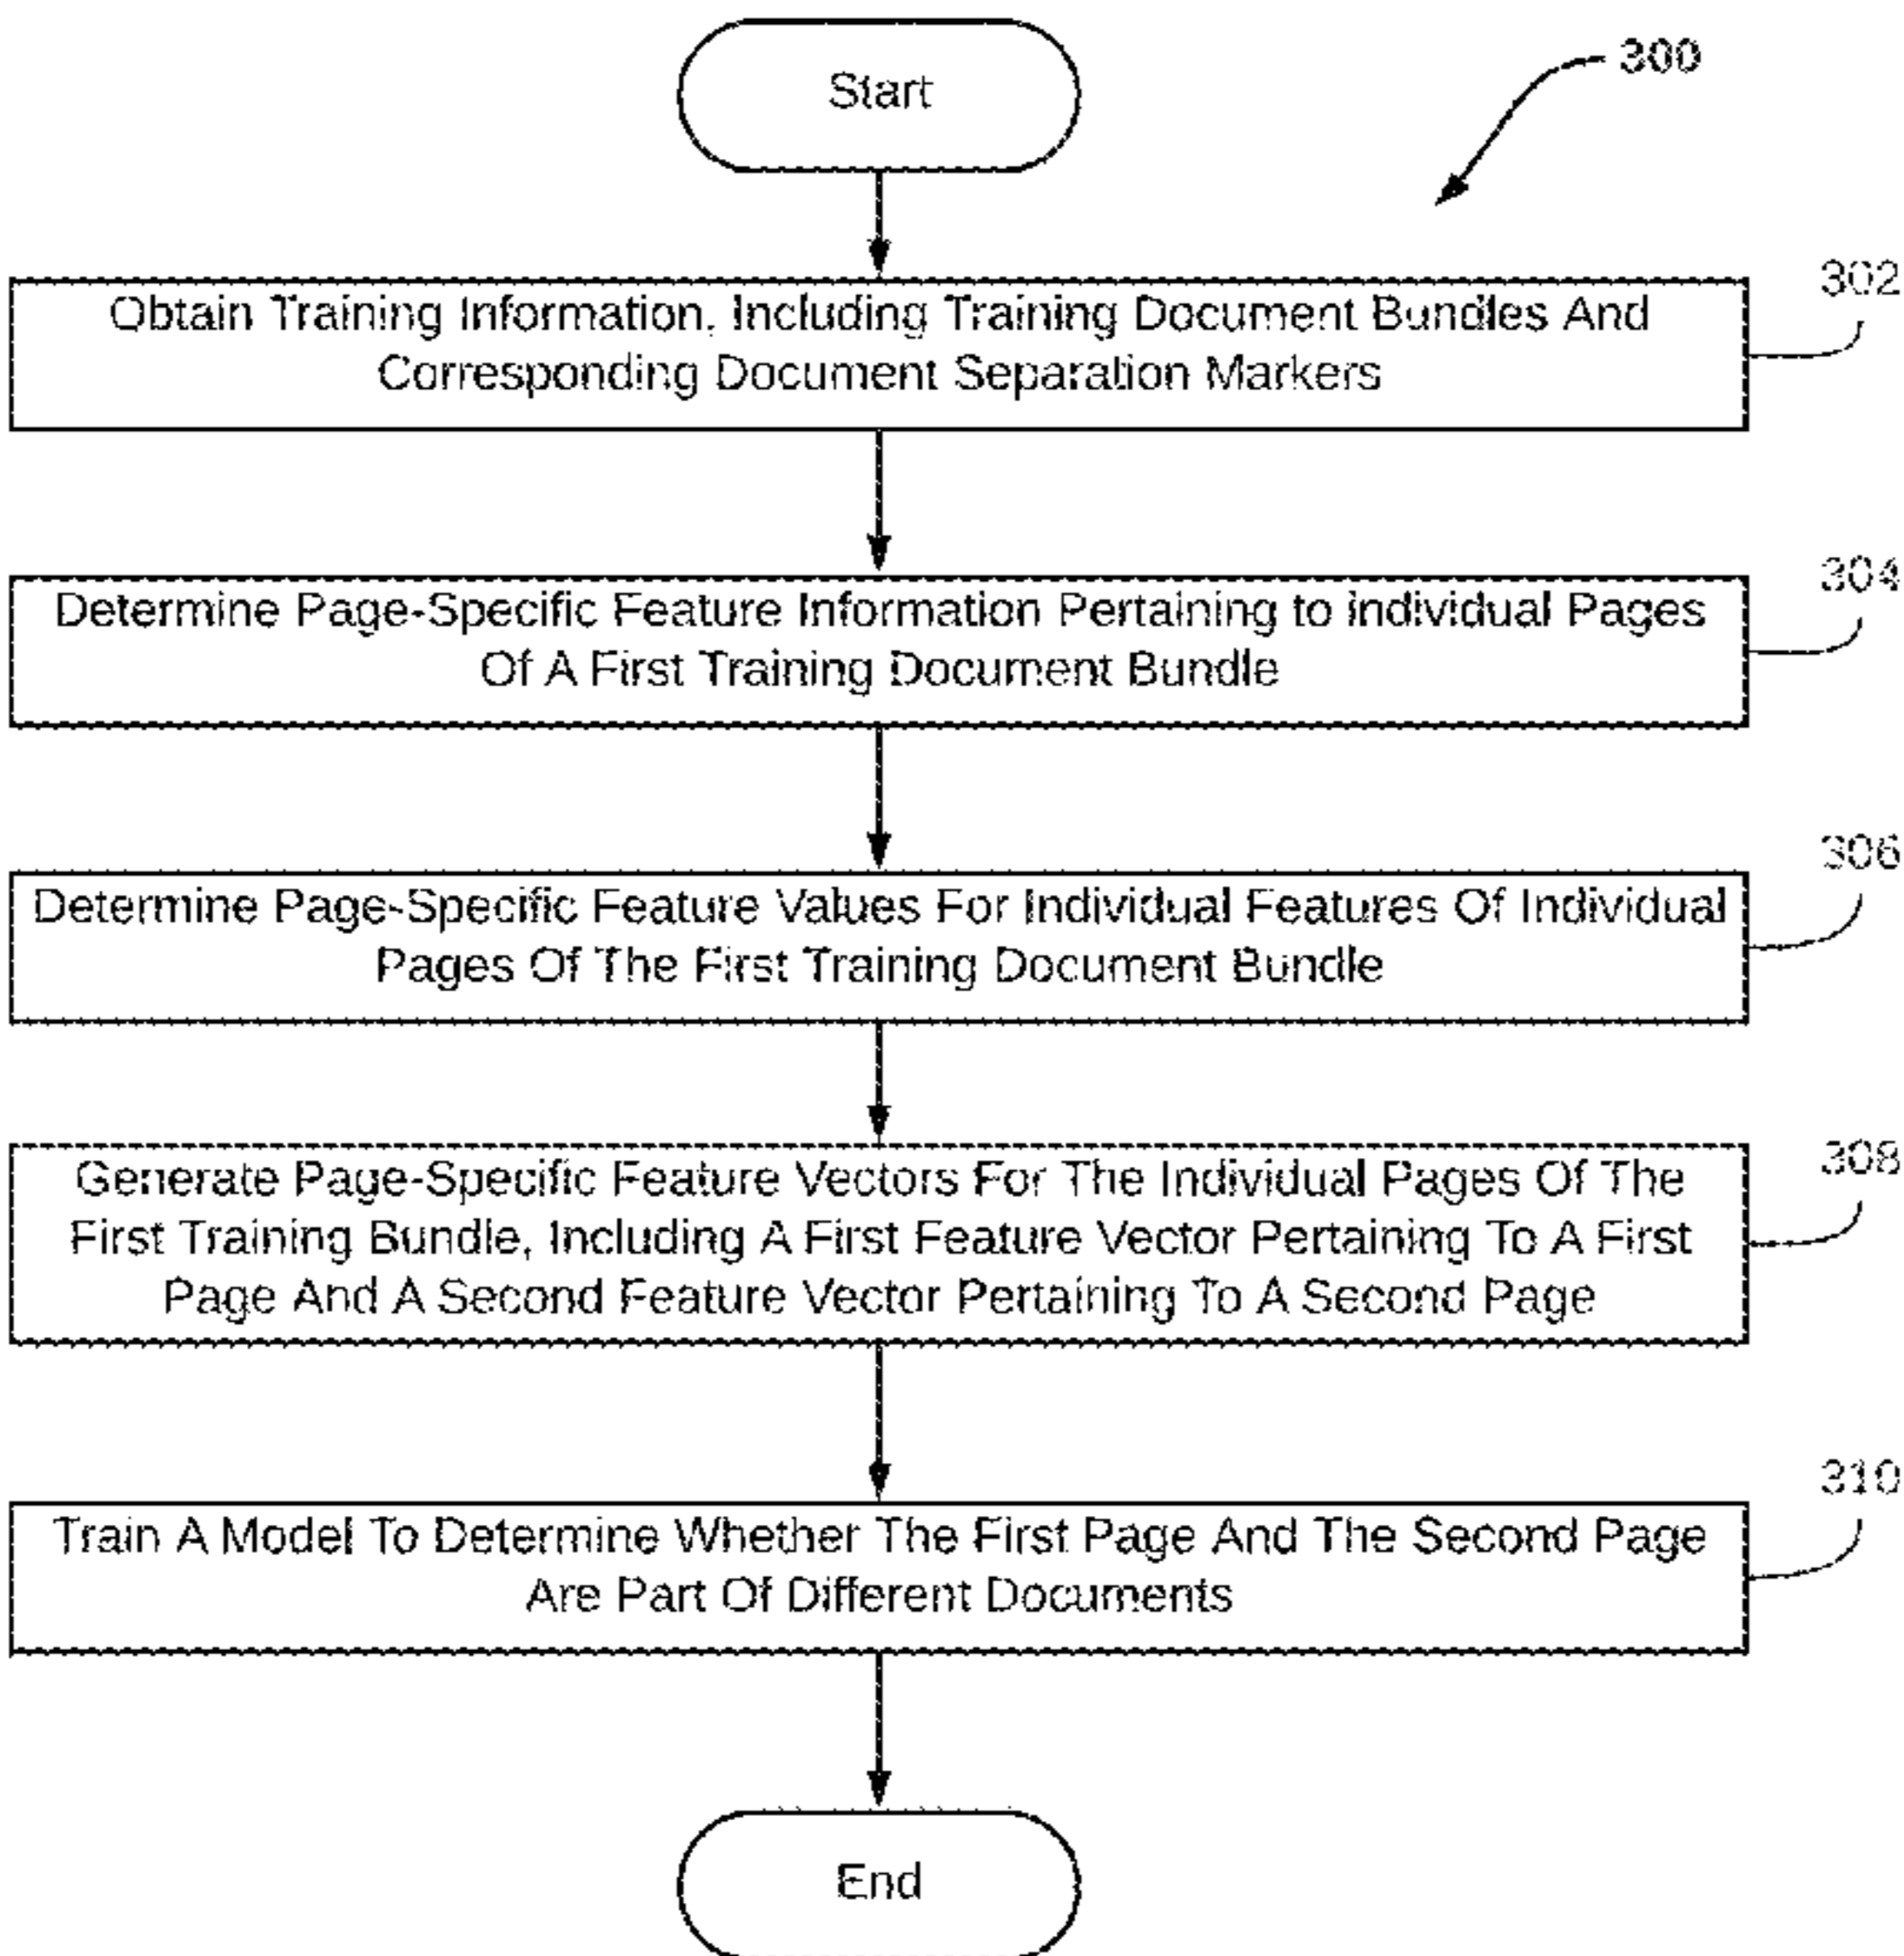 Start
300
302
Obtain Training Information, Including Training Document Bundles And
Corresponding Document Separation Markers
304
Determine Page-Specific Feature Information Pertaining to individual Pages
Of A First Training Document Bundle
306
Determine Page-Specific Feature Values For Individual Features Of Individual
Pages Of The First Training Document Bundle
308
Generate Page-Specific Feature Vectors For The Individual Pages Of The
First Training Bundle, Including A First Feature Vector Pertaining To A First
Page And A Second Feature Vector Pertaining To A Second Page
310
Train A Model To Determine Whether The First Page And The Second Page
Are Part Of Different Documents
End